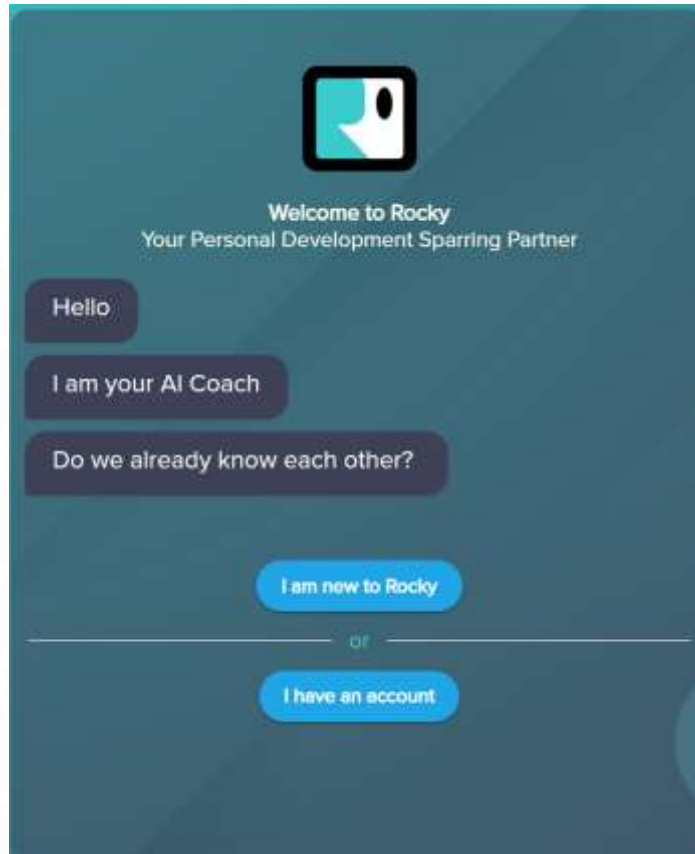 Welcome to Rocky
Your Personal Development Sparring Partner
Hello
I am your AI Coach
Do we already know each other?
I am new to Rocky
or
I have an account